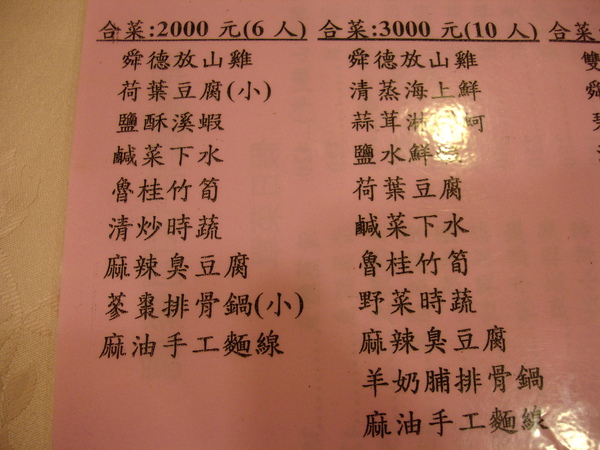 合菜:2000 元(6 人)
舜德放山雞
荷葉豆腐(小)
鹽酥溪蝦
鹹菜下水
魯桂竹筍
清炒時蔬
麻辣臭豆腐
蔘棗排骨鍋(小)
麻油手工麵線
合菜:3000 元(10 人)
舜德放山雞
清蒸海上鮮
蒜茸淋 蚵
鹽水鮮
荷葉豆腐
鹹菜下水
魯桂竹筍
野菜時蔬
麻辣臭豆腐
羊奶脯排骨鍋
麻油手工麵線
合菜
雙